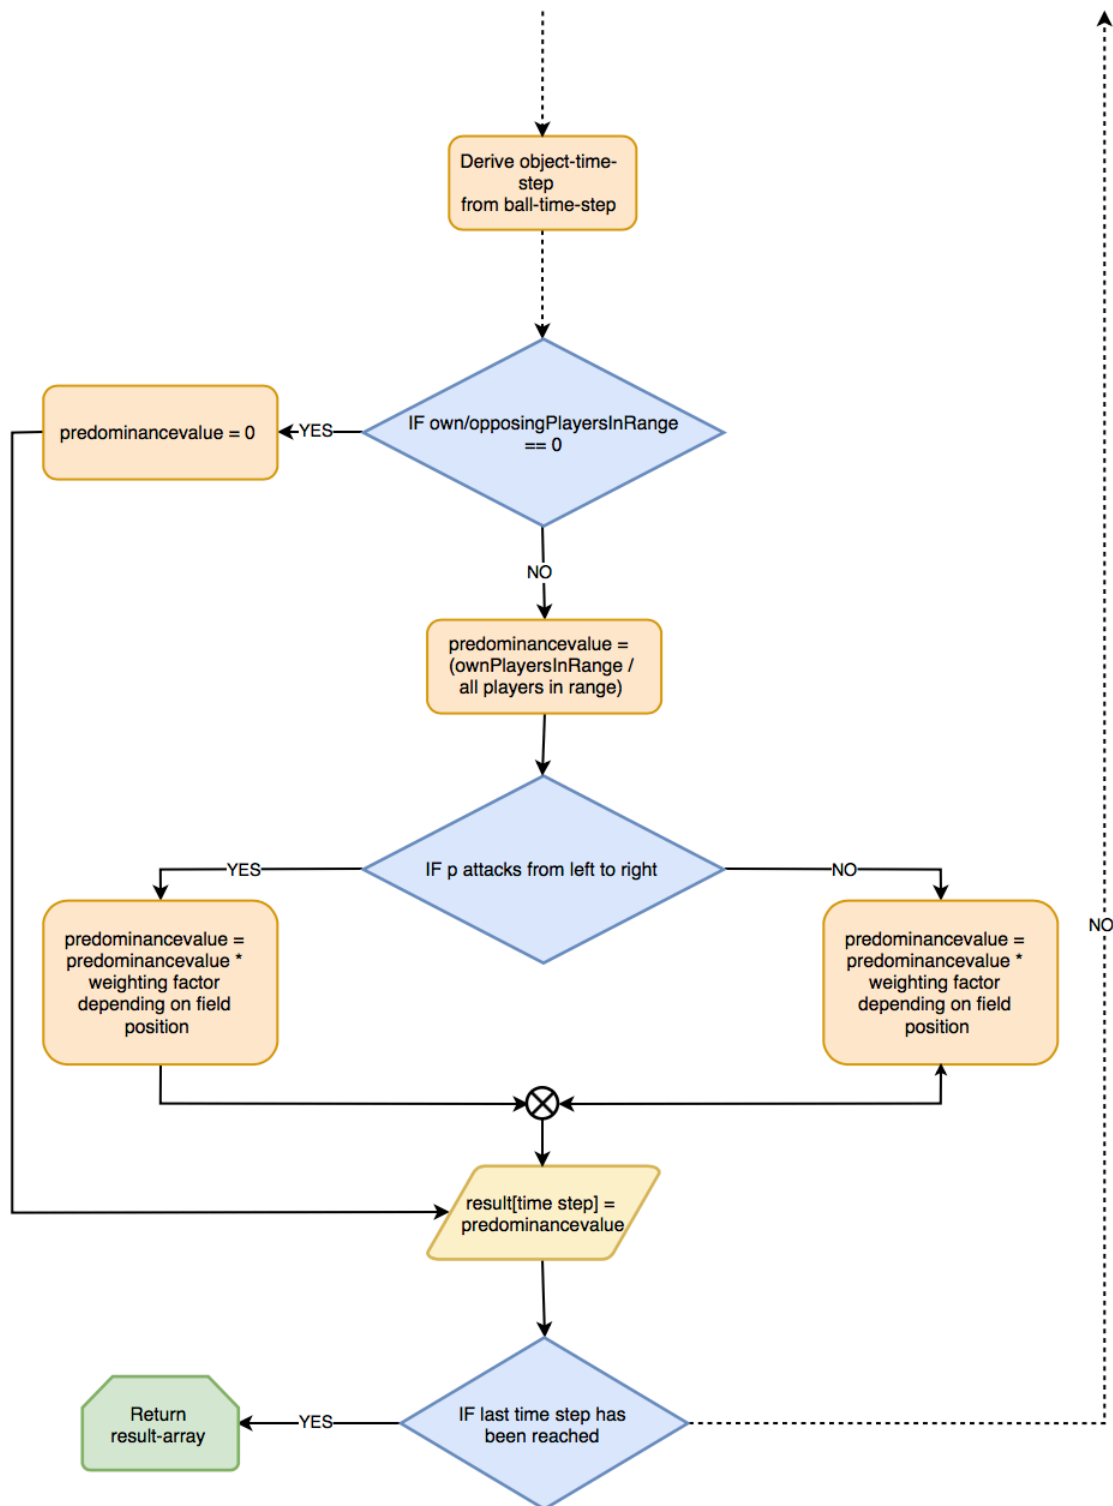 Derive object-time-
step
from ball-time-step
IF own/opposingPlayersInRange
== 0
YES
predominancevalue = 0
NO
predominancevalue =
(ownPlayersInRange /
all players in range)
IF p attacks from left to right
YES
NO
predominancevalue =
predominancevalue *
weighting factor
depending on field
position
predominancevalue =
predominancevalue *
weighting factor
depending on field
position
NO
result[time step] =
predominancevalue
IF last time step has
been reached
YES
Return
result-array